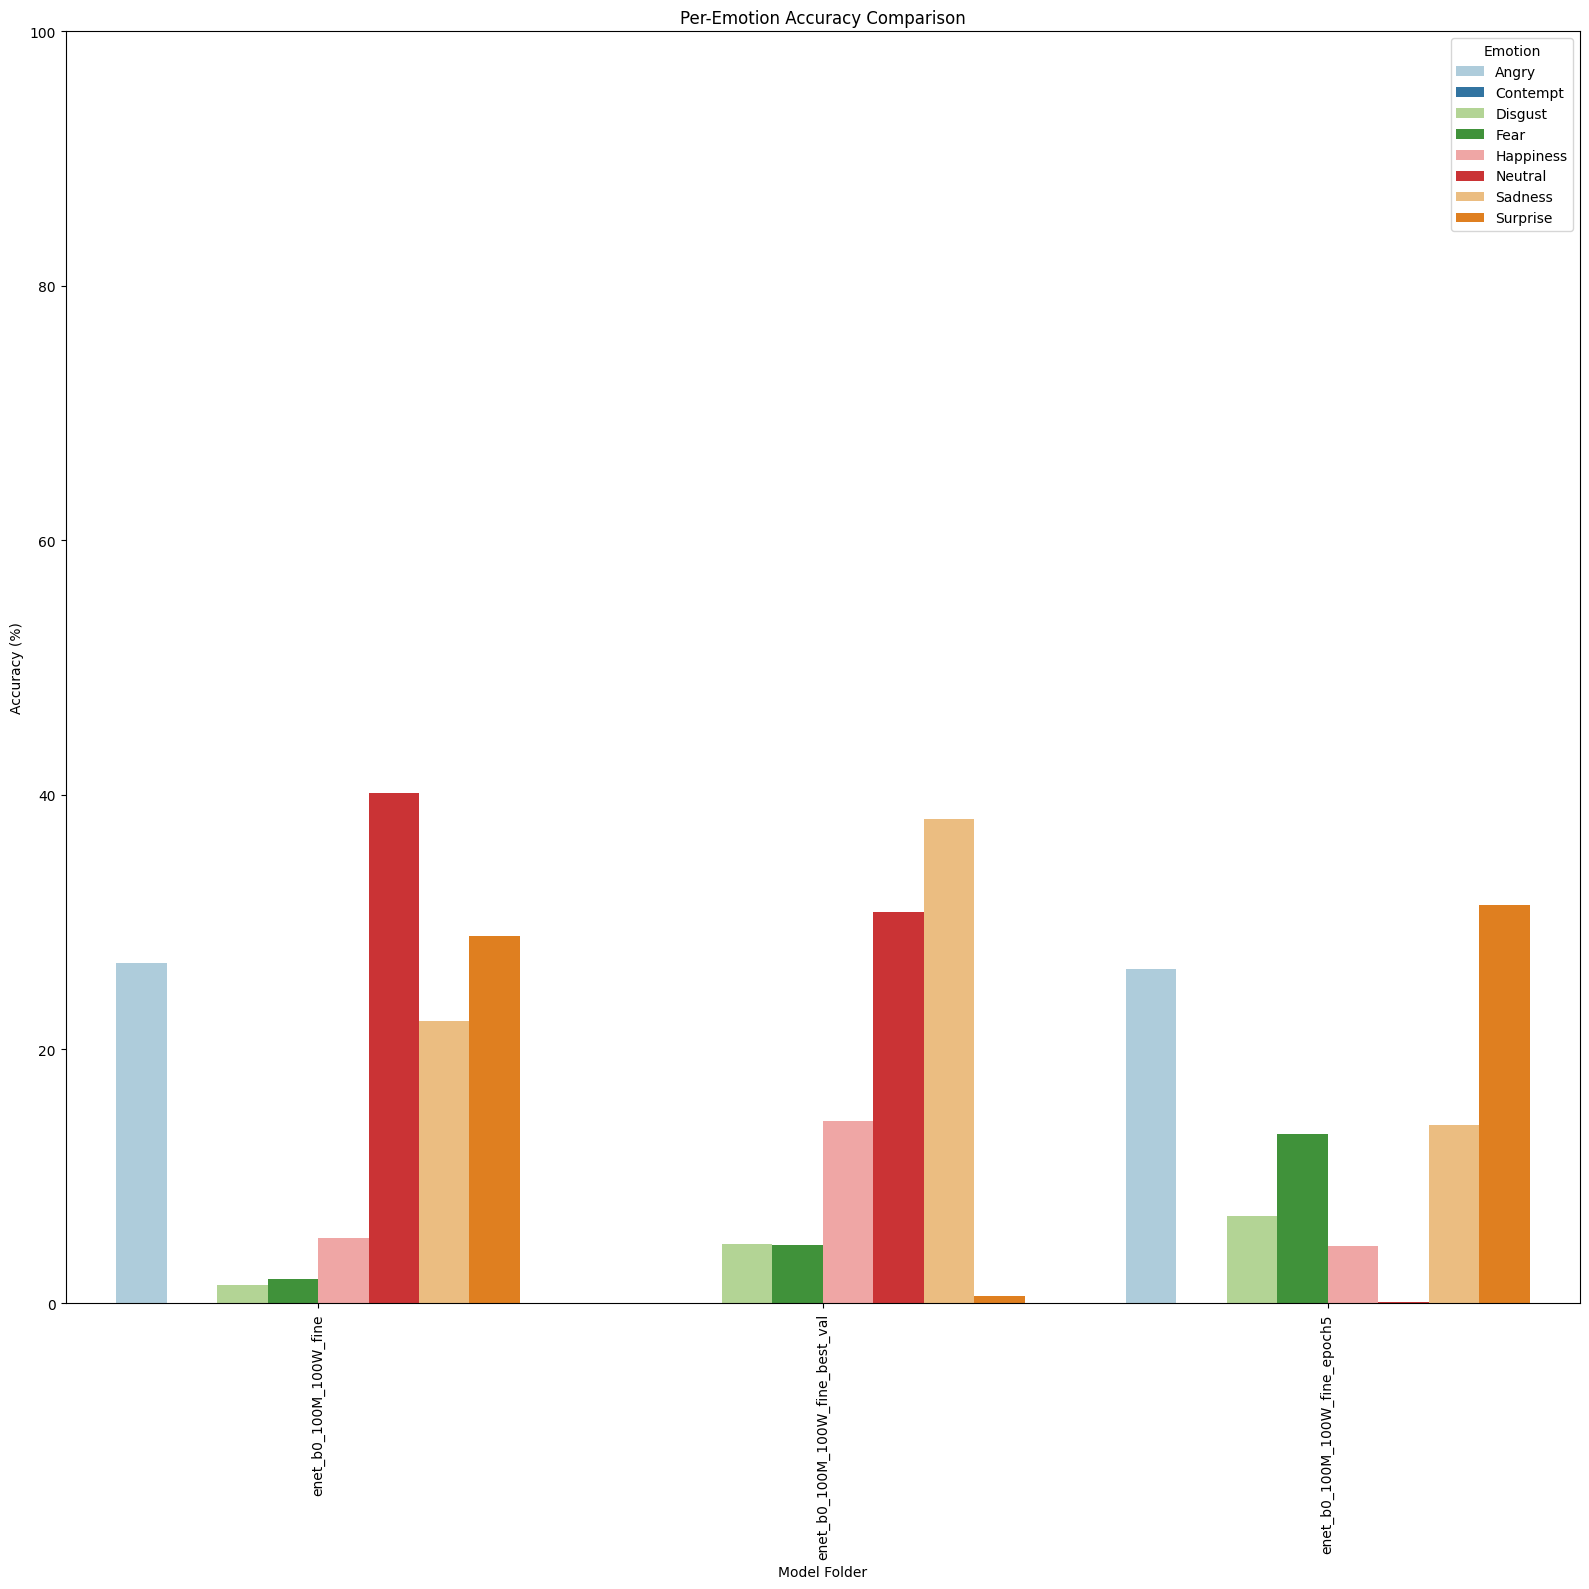 Per-Emotion Accuracy Comparison
100
80
60
40
20
0
Accuracy (%)
Emotion
Angry
Contempt
Disgust
Fear
Happiness
Neutral
Sadness
Surprise
enet_b0_100M_100W_fine
enet_b0_100M_100W_fine_best_val
enet_b0_100M_100W_fine_epoch5
Model Folder